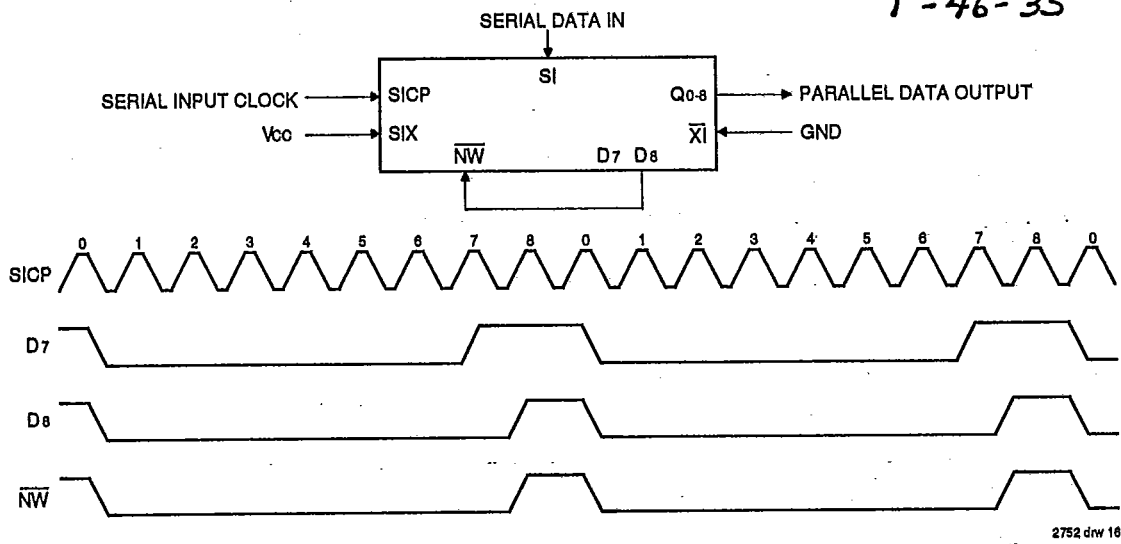 T-46-35
SERIAL DATA IN
SI
SERIAL INPUT CLOCK
SICP
Q0-8
PARALLEL DATA OUTPUT
Vcc
SIX
XI
GND
NW
D7 D8
0 1 2 3 4 5 6 7 8 0 1 2 3 4 5 6 7 8 0
SICP
D7
D8
NW
2752 drw 16